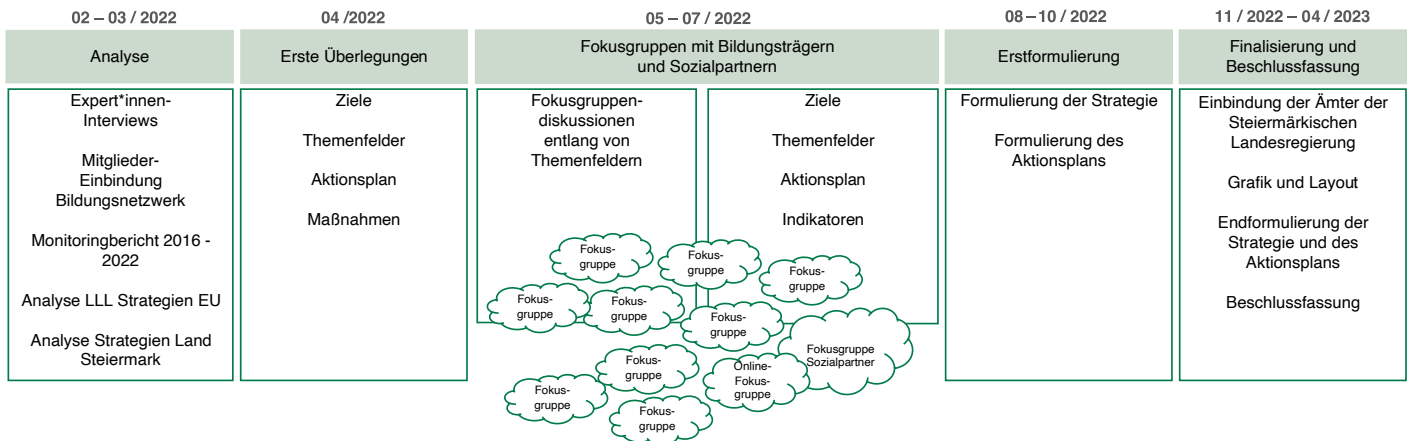 02 – 03 / 2022
Analyse
Expert*innen-
Interviews
Mitglieder-
Einbindung
Bildungsnetzwerk
Monitoringbericht 2016 -
2022
Analyse LLL Strategien EU
Analyse Strategien Land
Steiermark
04 /2022
Erste Überlegungen
Ziele
Themenfelder
Aktionsplan
Maßnahmen
05 – 07 / 2022
Fokusgruppen mit Bildungsträgern
und Sozialpartnern
Fokusgruppen-
diskussionen
entlang von
Themenfeldern
Ziele
Themenfelder
Aktionsplan
Indikatoren
Fokus-
gruppe
Fokus-
gruppe
Fokus-
gruppe
Fokus-
gruppe
Fokus-
gruppe
Fokus-
gruppe
Fokusgruppe
Sozialpartner
Fokus-
gruppe
Online-
Fokus-
gruppe
Fokus-
gruppe
Fokus-
gruppe
08 – 10 / 2022
Erstformulierung
Formulierung der Strategie
Formulierung des
Aktionsplans
11 / 2022 – 04 / 2023
Finalisierung und
Beschlussfassung
Einbindung der Ämter der
Steiermärkischen
Landesregierung
Grafik und Layout
Endformulierung der
Strategie und des
Aktionsplans
Beschlussfassung